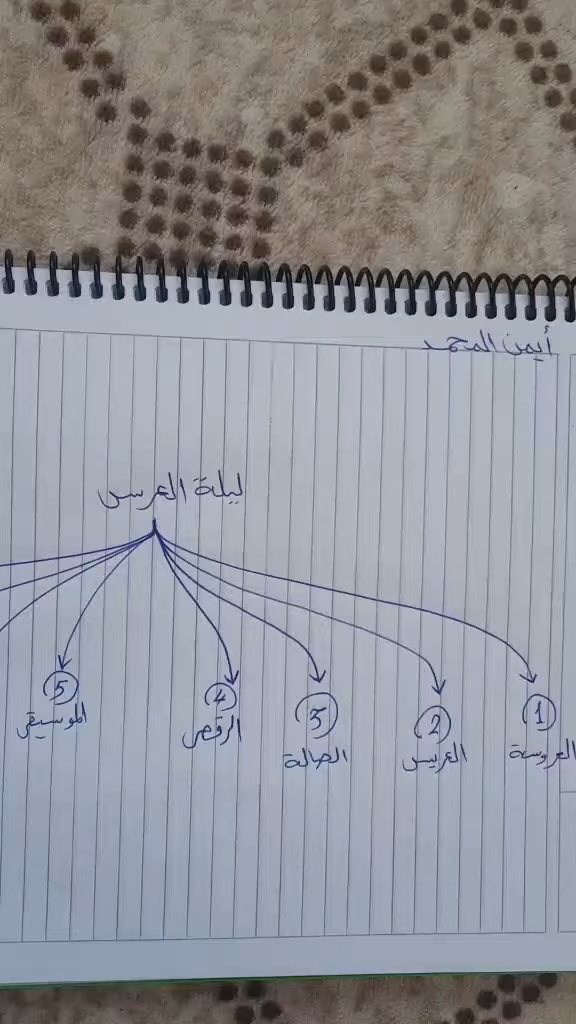 أيمن المحمد
ليلة العرس
1 العروسة
2 العريس
3 الصالة
4 الرقص
5 الموسيقى